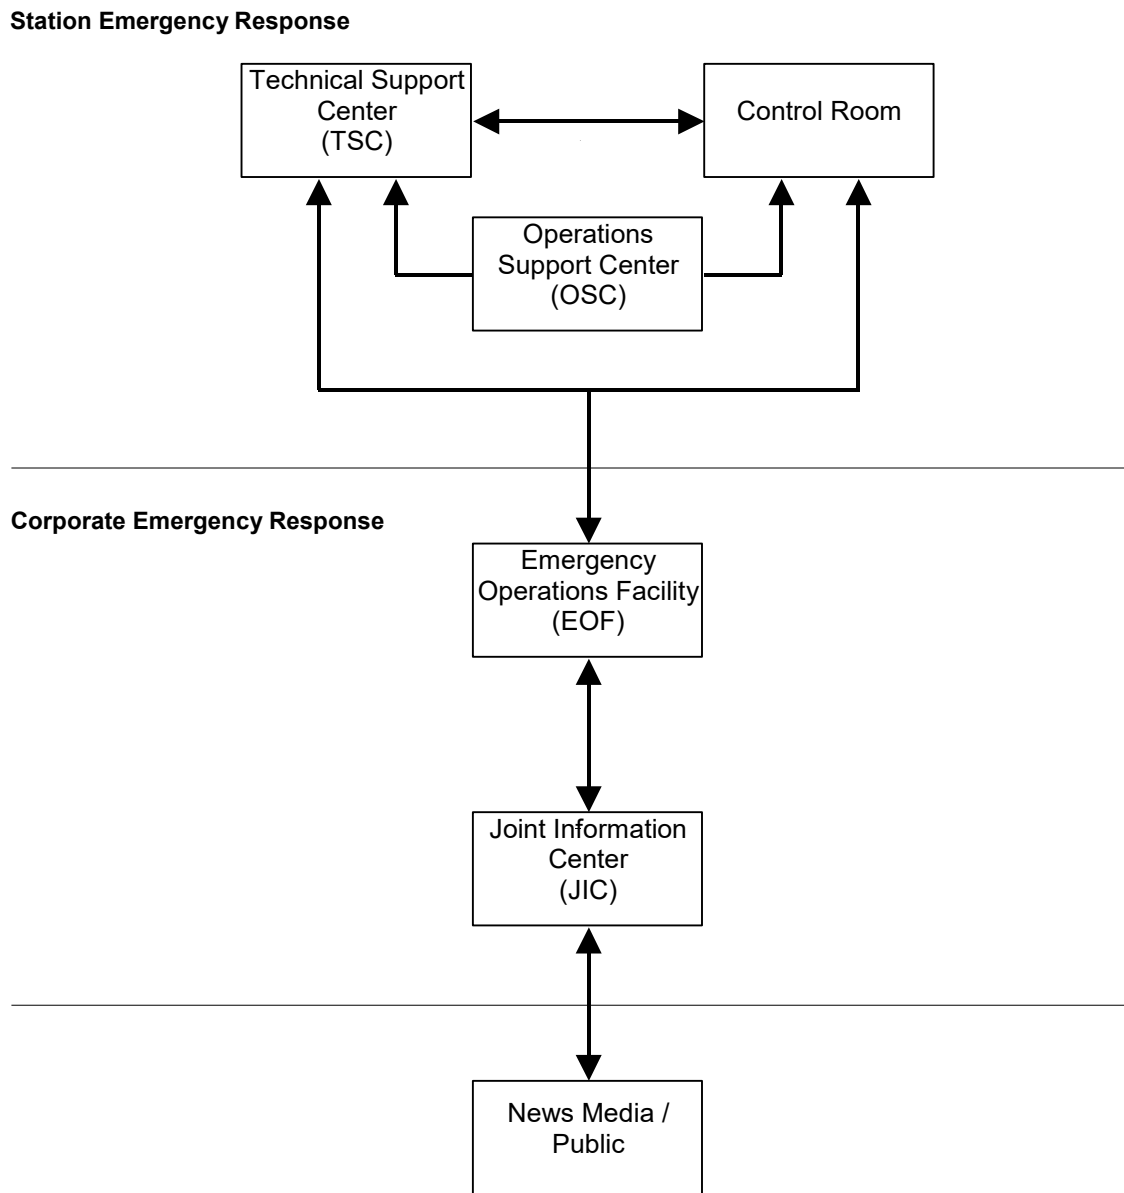 Station Emergency Response
Technical Support
Center
(TSC)
Control Room
Operations
Support Center
(OSC)
Corporate Emergency Response
Emergency
Operations Facility
(EOF)
Joint Information
Center
(JIC)
News Media /
Public